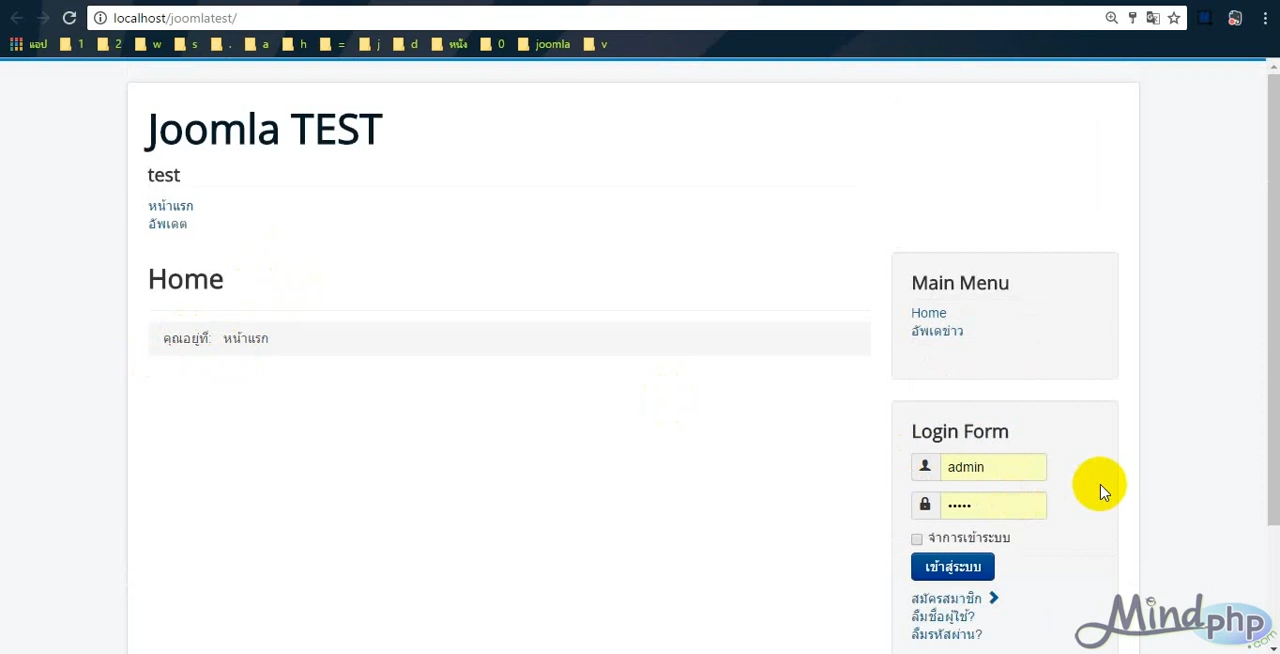 localhost/joomlatest/
แอป 1 2 w s . a h = j d หนัง 0 joomla v
Joomla TEST
test
หน้าแรก
อัพเดต
Home
คุณอยู่ที่: หน้าแรก
Main Menu
Home
อัพเดข่าว
Login Form
admin
•••••
จำการเข้าระบบ
เข้าสู่ระบบ
สมัครสมาชิก
ลืมชื่อผู้ใช้?
ลืมรหัสผ่าน?
Mindphp.com